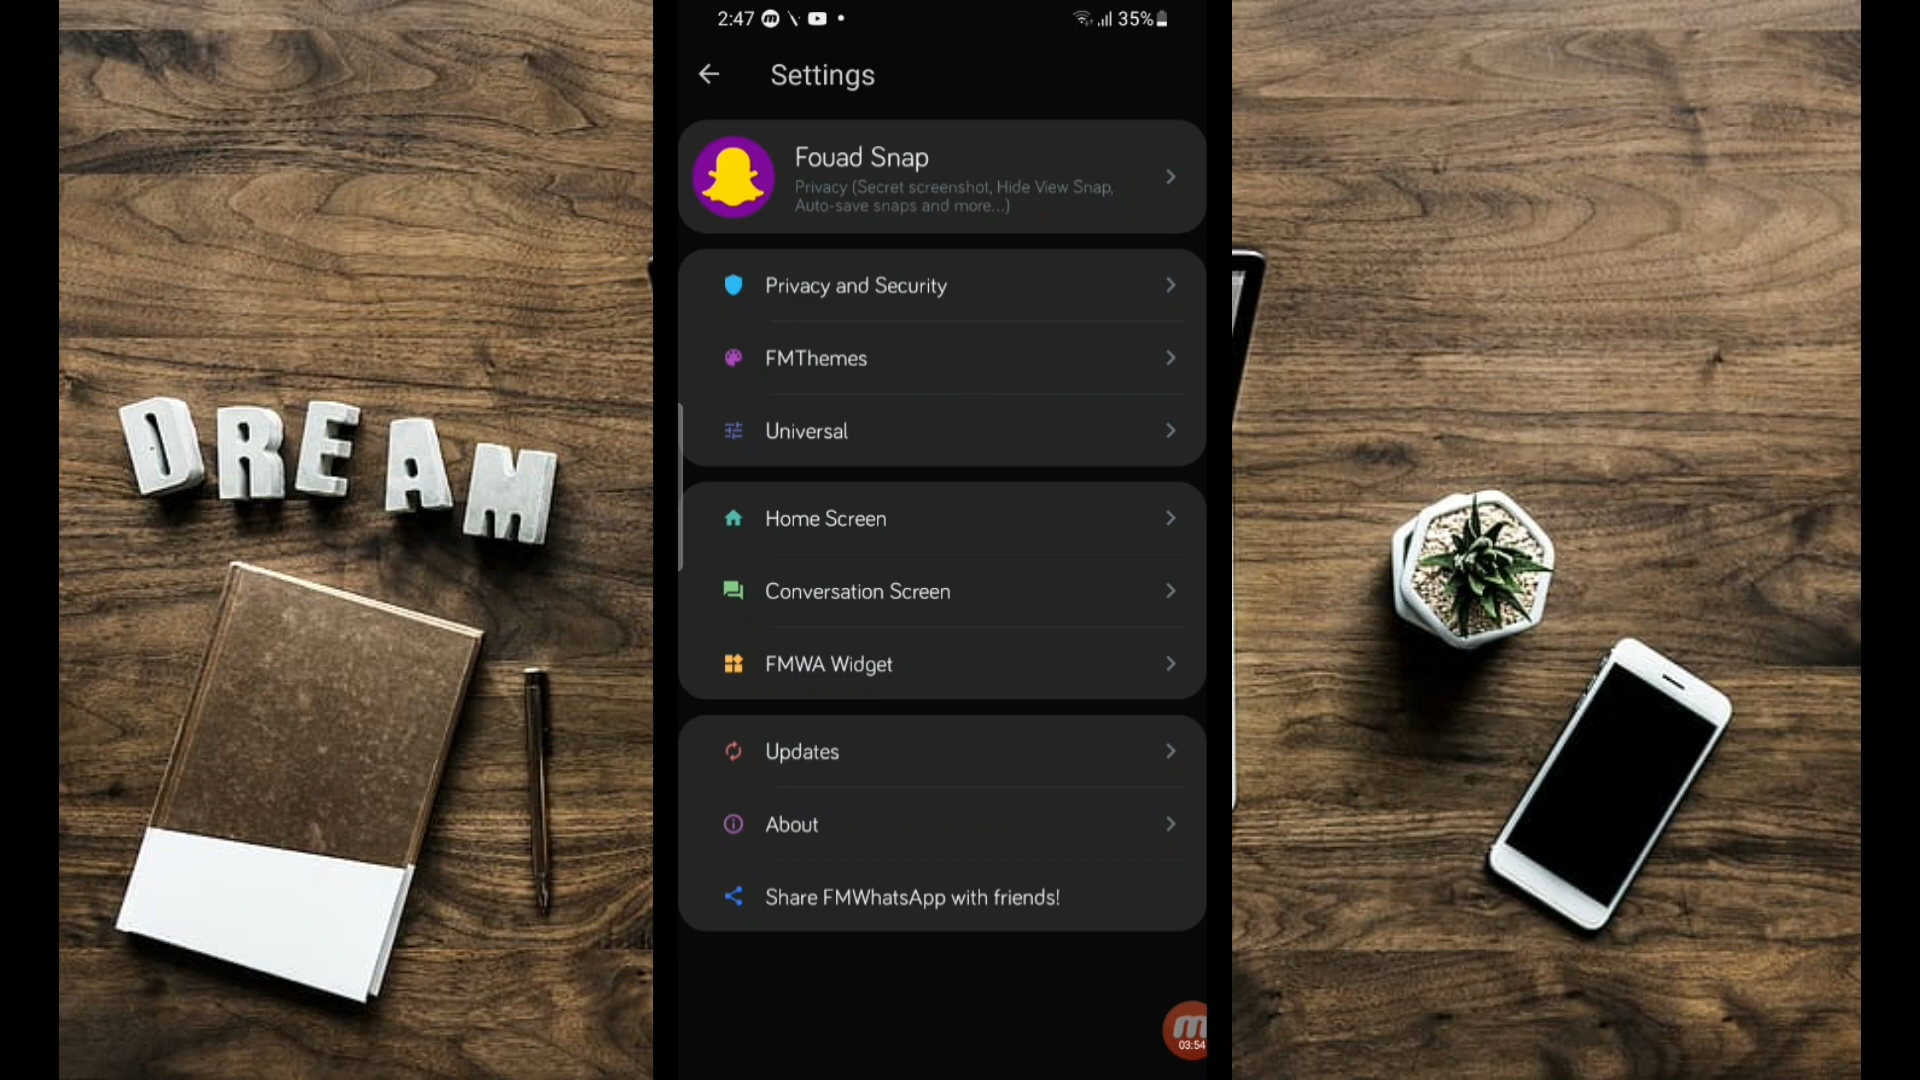 2:47
35%
Settings
Fouad Snap
Privacy (Secret screenshot, Hide View Snap,
Auto-save snaps and more...)
Privacy and Security
FMThemes
Universal
DREAM
Home Screen
Conversation Screen
FMWA Widget
Updates
About
Share FMWhatsApp with friends!
03:54